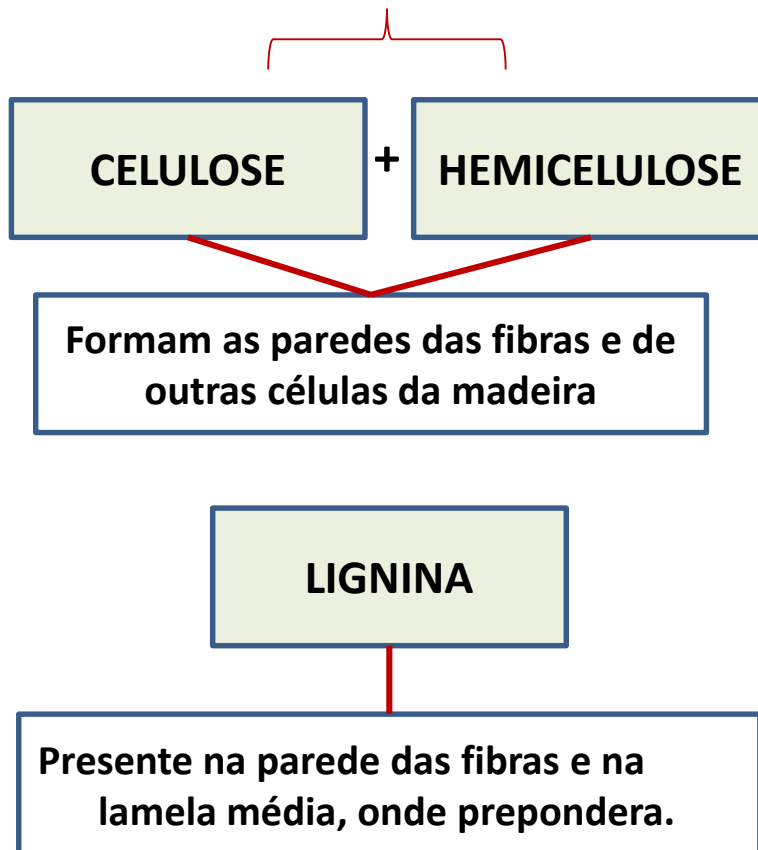 CELULOSE + HEMICELULOSE
Formam as paredes das fibras e de
outras células da madeira
LIGNINA
Presente na parede das fibras e na
lamela média, onde prepondera.